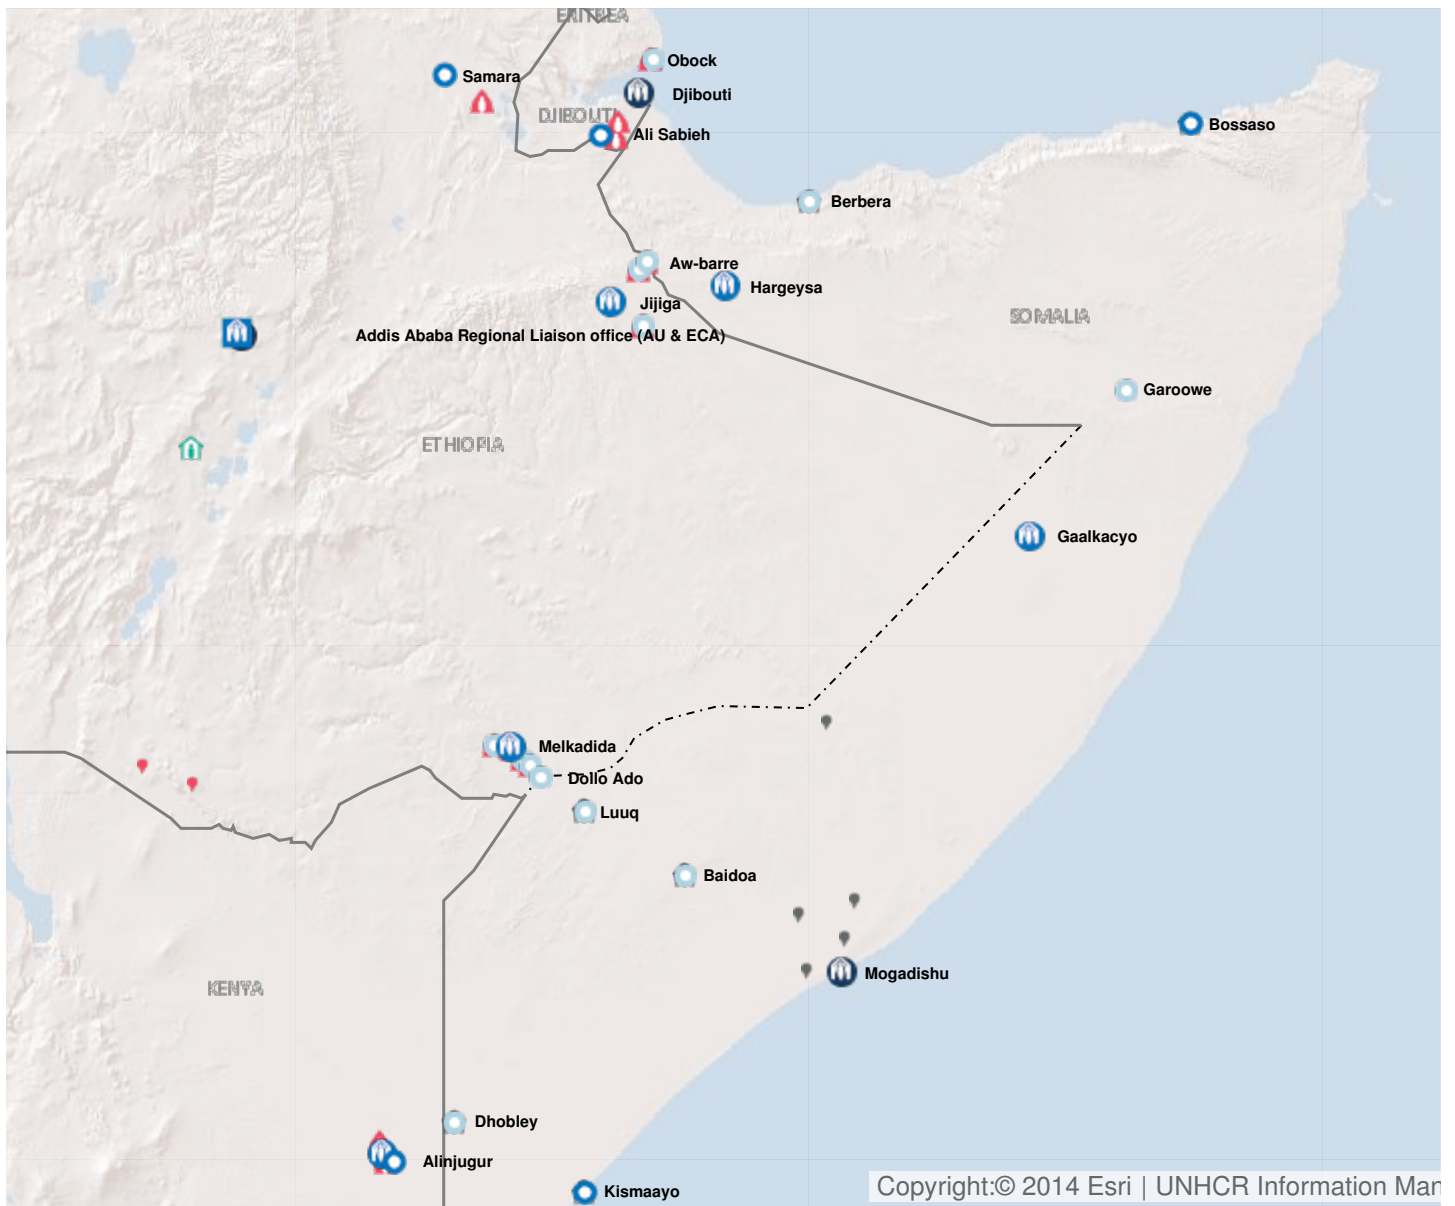 ERITREA
Obock
Samara
Djibouti
DJIBOUTI
Ali Sabieh
Bossaso
Berbera
Aw-barre
Hargeysa
Jijiga
SOMALIA
Addis Ababa Regional Liaison office (AU & ECA)
Garoowe
ETHIOPIA
Gaalkacyo
Melkadida
Dollo Ado
Luuq
Baidoa
Mogadishu
KENYA
Dhobley
Alinjugur
Kismaayo
Copyright:© 2014 Esri | UNHCR Information Man